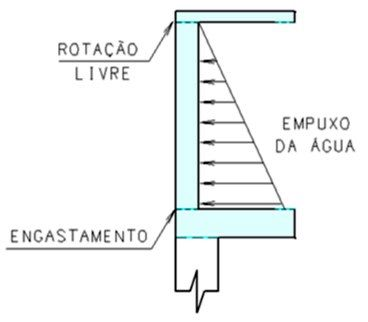 ROTAÇÃO
LIVRE
EMPUXO
DA ÁGUA
ENGASTAMENTO